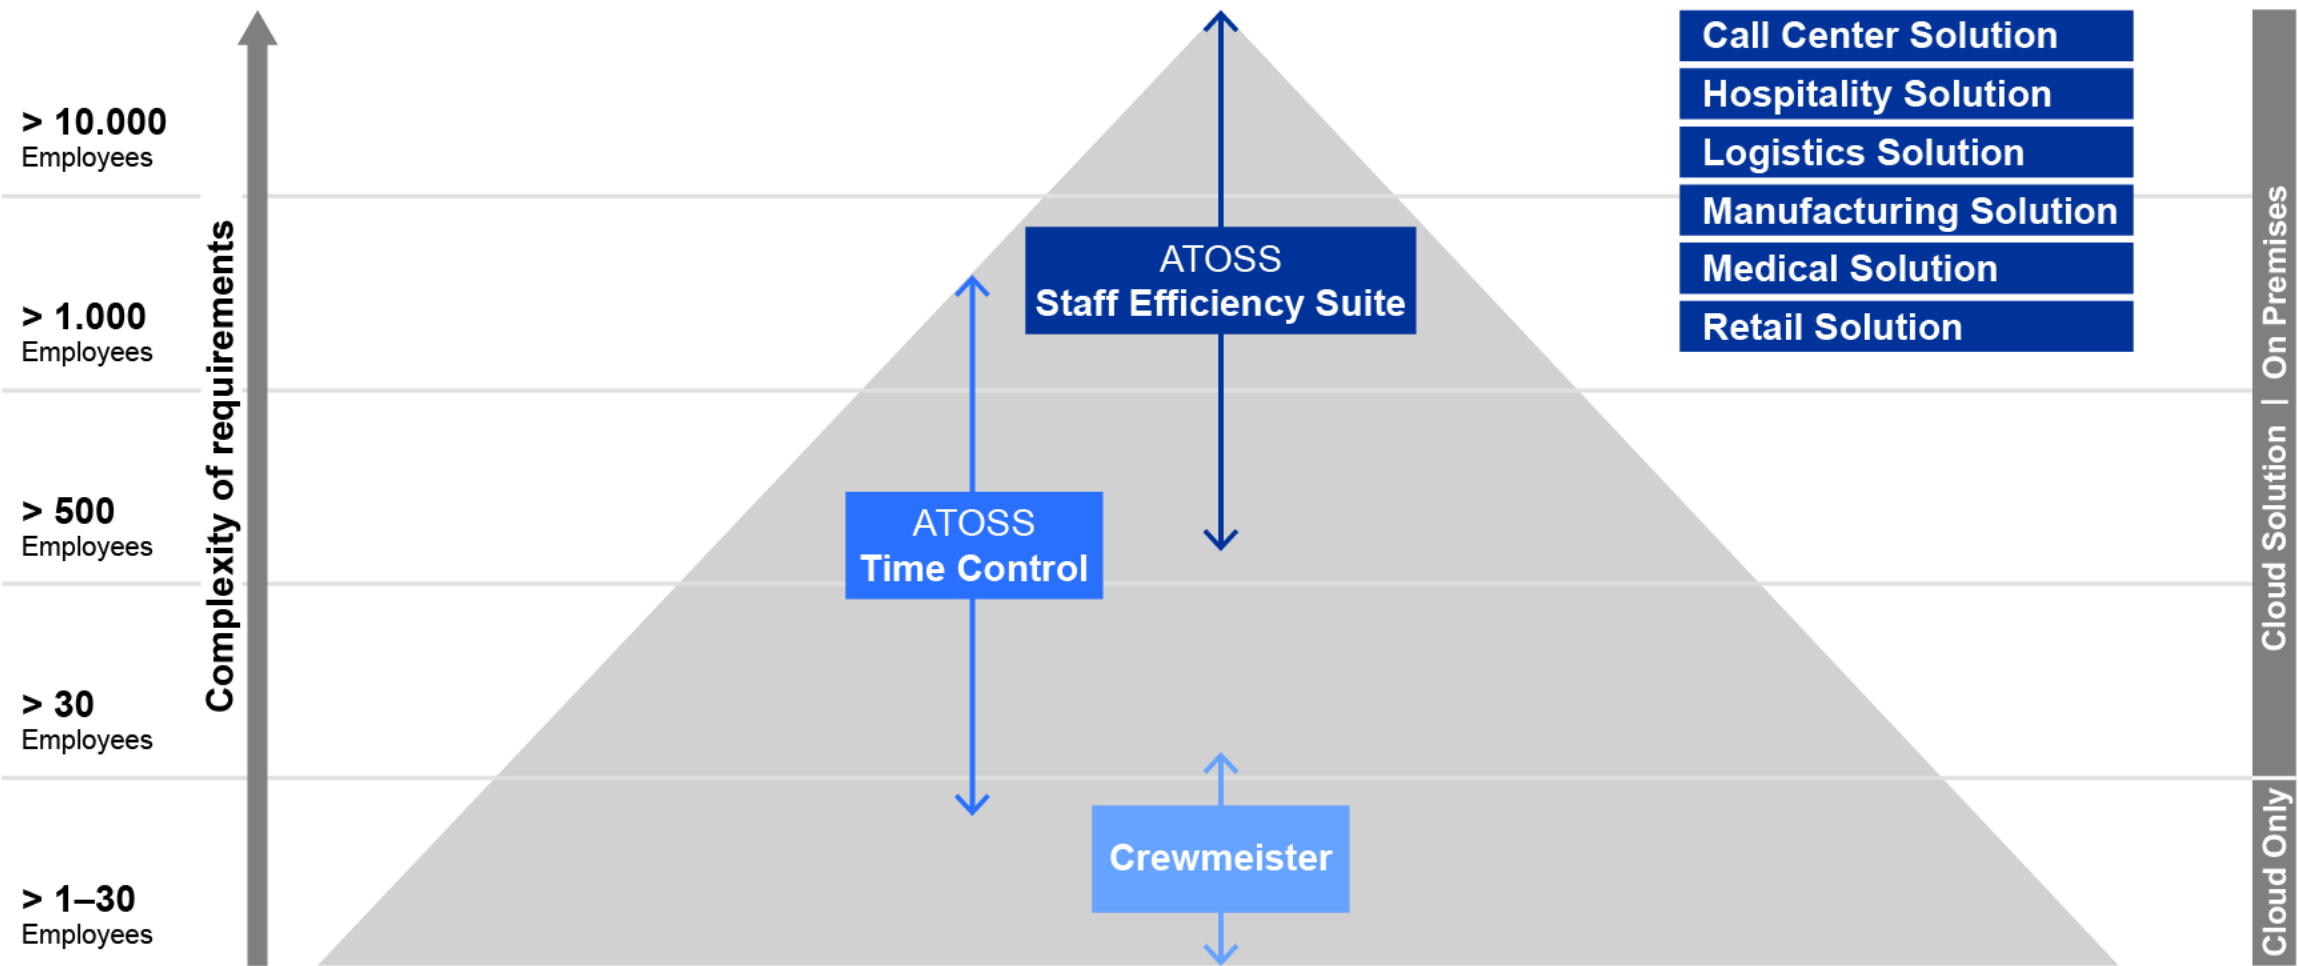 > 10.000
Employees
> 1.000
Employees
> 500
Employees
> 30
Employees
> 1–30
Employees
Complexity of requirements
ATOSS
Staff Efficiency Suite
ATOSS
Time Control
Crewmeister
Call Center Solution
Hospitality Solution
Logistics Solution
Manufacturing Solution
Medical Solution
Retail Solution
Cloud Solution | On Premises
Cloud Only